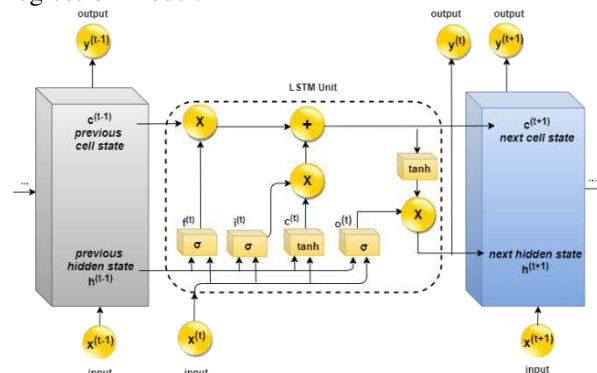 output
output
output
y(t-1)
y(t)
y(t+1)
LSTM Unit
c(t-1)
previous
cell state
X
+
c(t+1)
next cell state
tanh
X
X
...
...
f(t)
i(t)
c(t)
o(t)
σ
σ
tanh
σ
previous
hidden state
h(t-1)
next hidden state
h(t+1)
x(t-1)
x(t)
x(t+1)
input
input
input